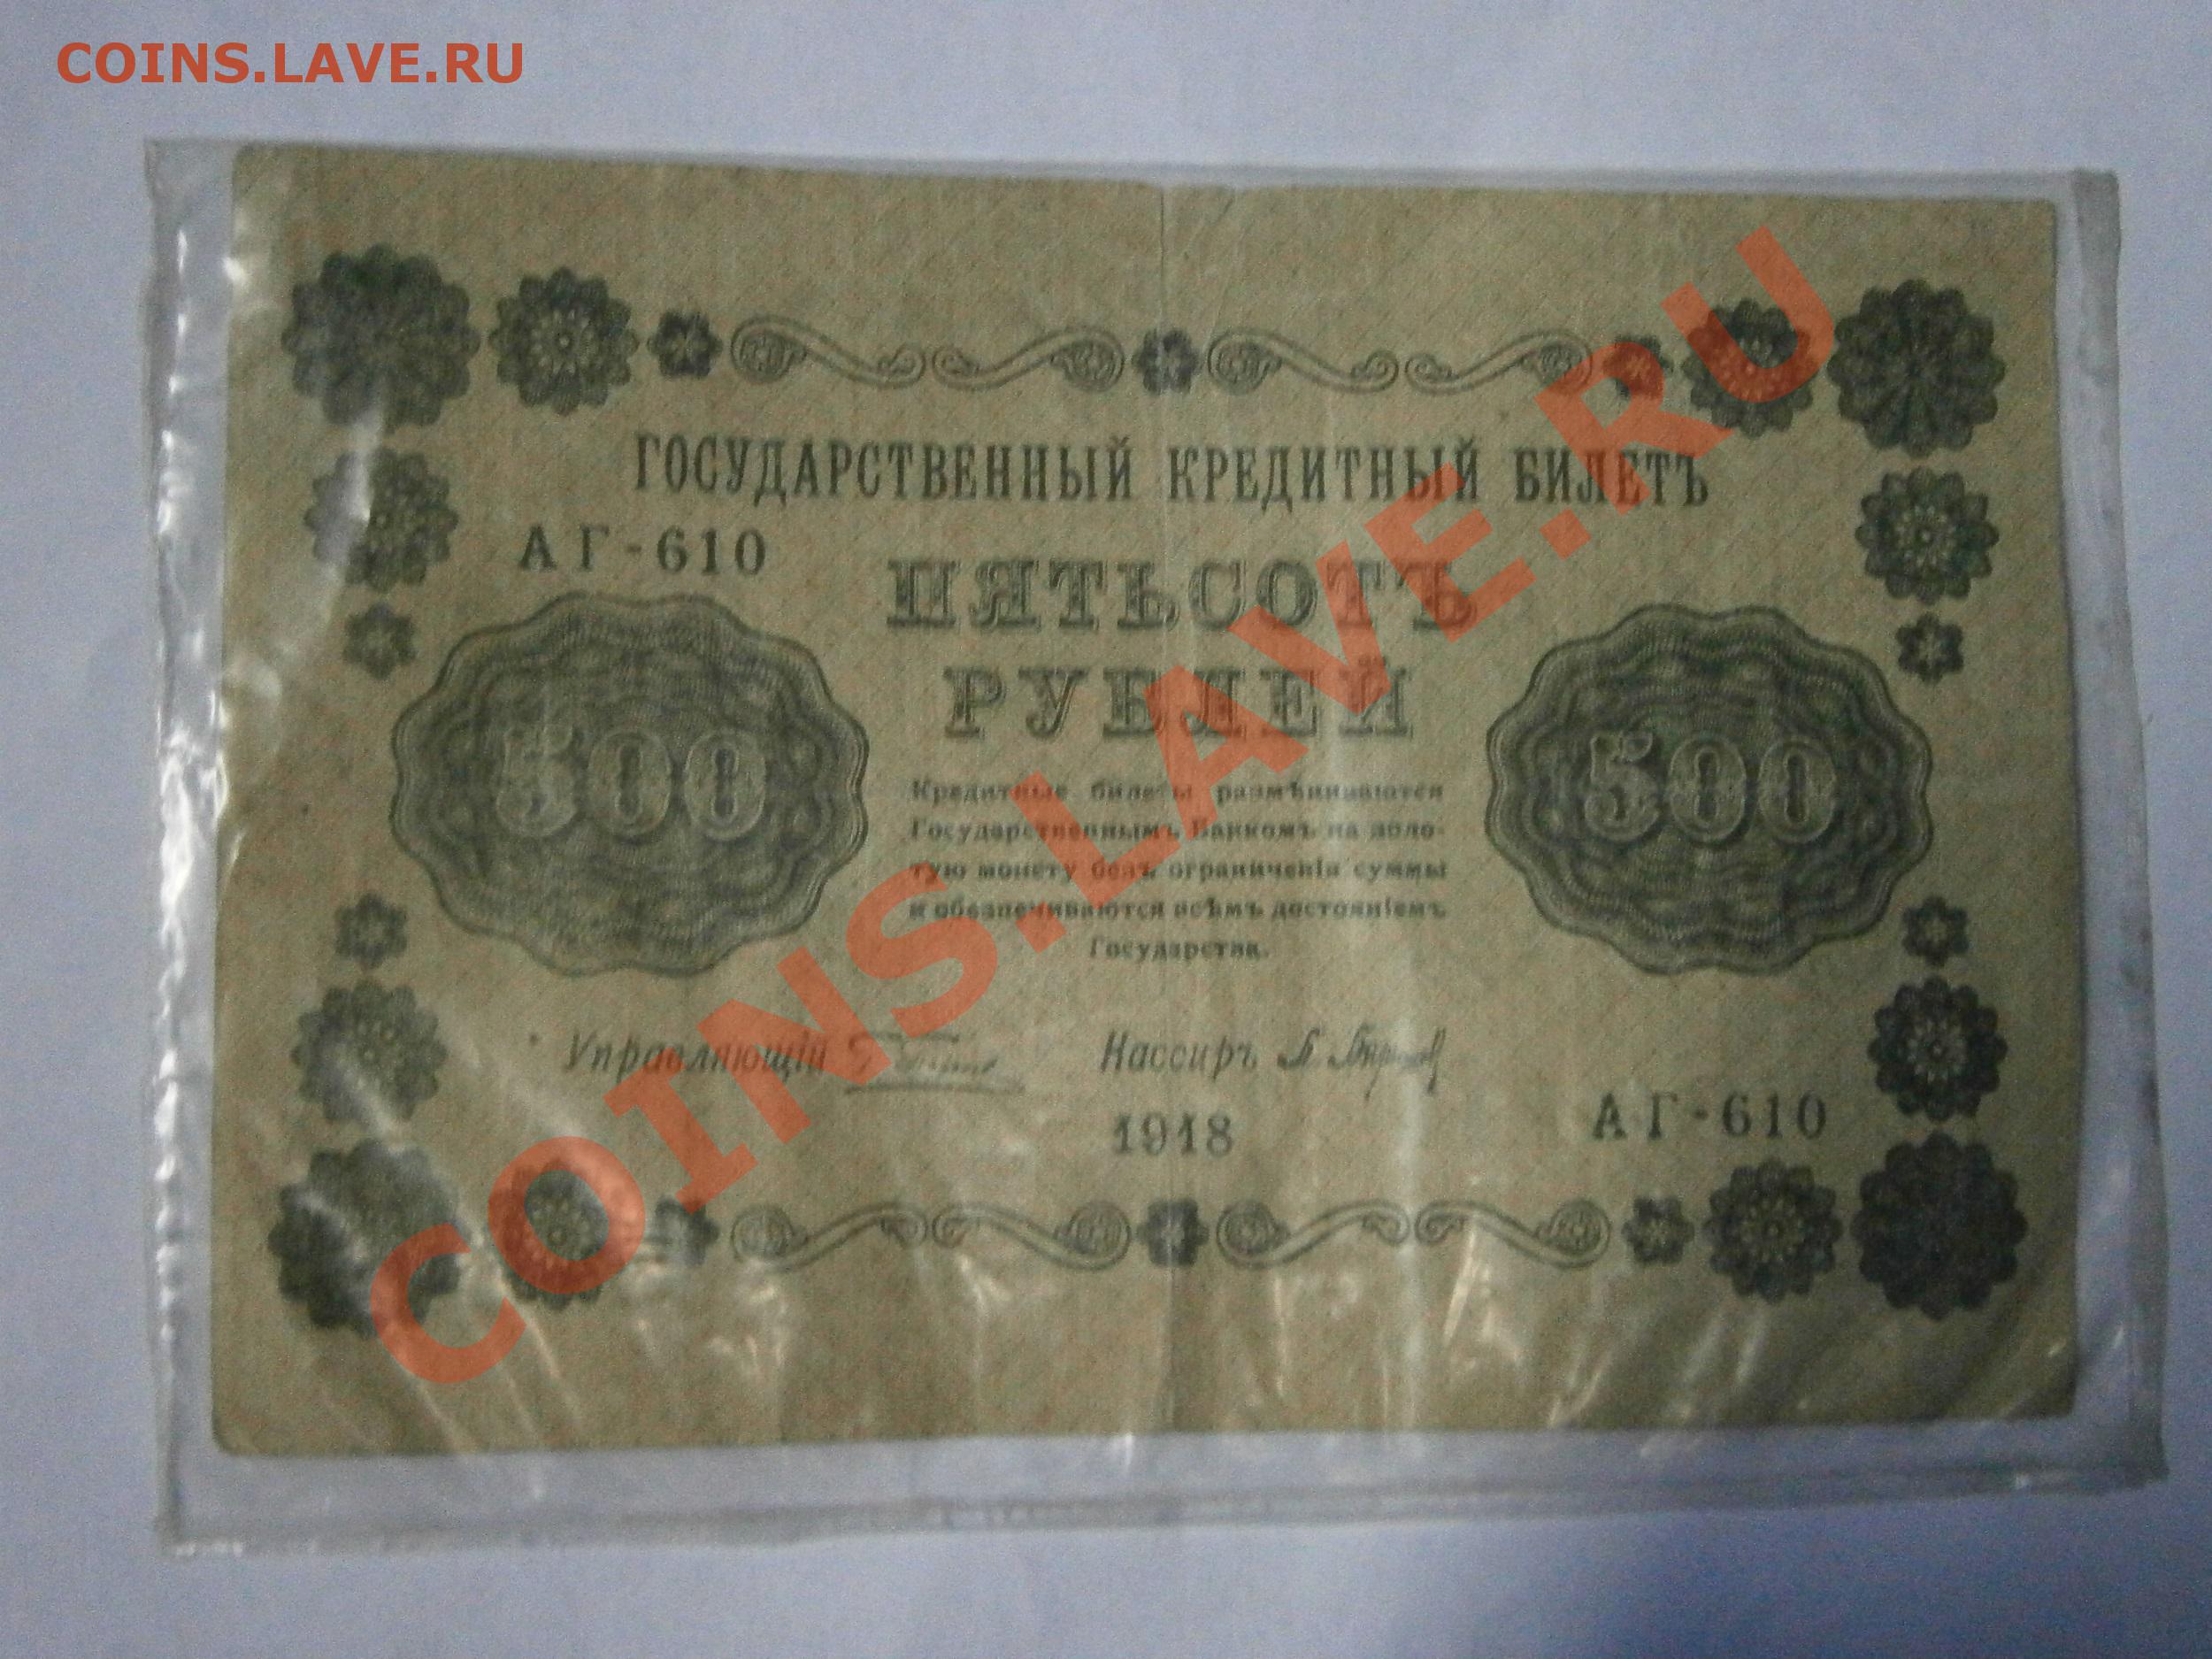 COINS.LAVE.RU
ГОСУДАРСТВЕННЫЙ КРЕДИТНЫЙ БИЛЕТЪ
АГ-610
ПЯТЬСОТЪ
РУБЛЕЙ
500
500
Кредитные билеты размѣниваются
Государственнымъ Банкомъ на золо-
тую монету безъ ограниченія суммы
и обезпечиваются всѣмъ достояніемъ
Государства.
Управляющій
Кассиръ
1918
АГ-610
COINS.LAVE.RU